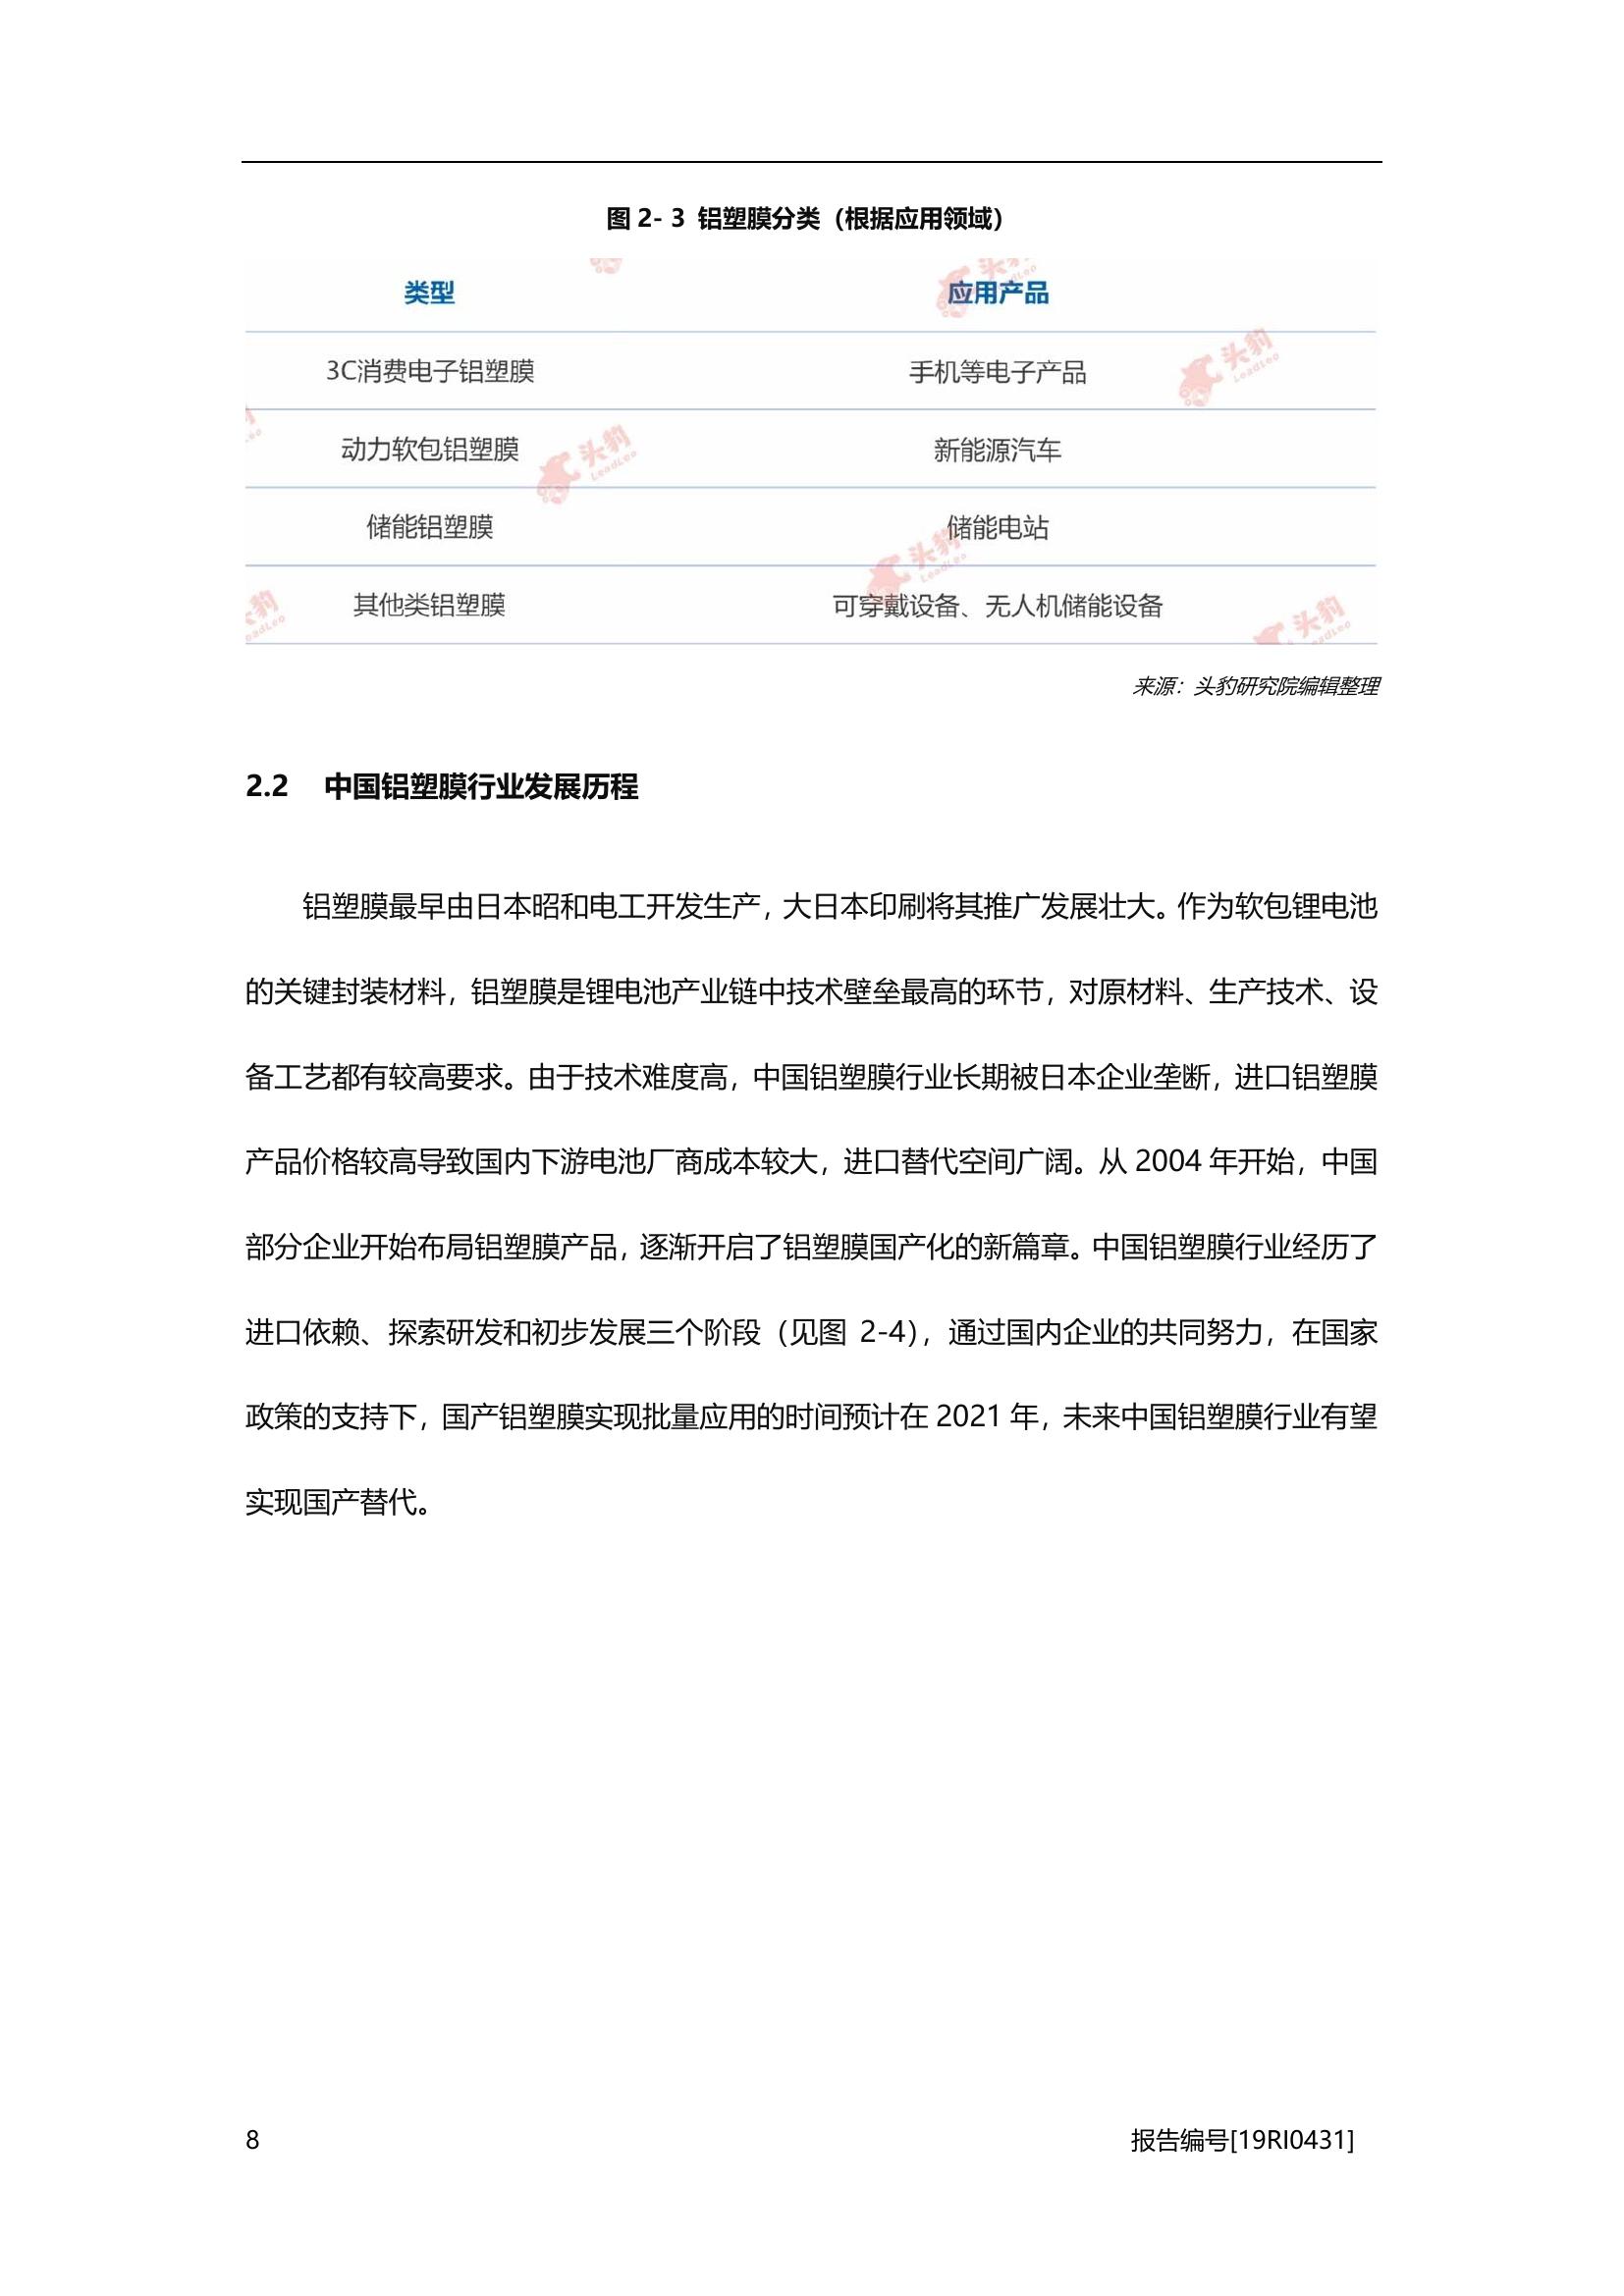 图 2- 3 铝塑膜分类（根据应用领域）
类型 应用产品
3C消费电子铝塑膜 手机等电子产品
动力软包铝塑膜 新能源汽车
储能铝塑膜 储能电站
其他类铝塑膜 可穿戴设备、无人机储能设备
头豹 LeadLeo
头豹 LeadLeo
头豹 LeadLeo
来源：头豹研究院编辑整理
2.2 中国铝塑膜行业发展历程
铝塑膜最早由日本昭和电工开发生产，大日本印刷将其推广发展壮大。作为软包锂电池
的关键封装材料，铝塑膜是锂电池产业链中技术壁垒最高的环节，对原材料、生产技术、设
备工艺都有较高要求。由于技术难度高，中国铝塑膜行业长期被日本企业垄断，进口铝塑膜
产品价格较高导致国内下游电池厂商成本较大，进口替代空间广阔。从 2004 年开始，中国
部分企业开始布局铝塑膜产品，逐渐开启了铝塑膜国产化的新篇章。中国铝塑膜行业经历了
进口依赖、探索研发和初步发展三个阶段（见图 2-4），通过国内企业的共同努力，在国家
政策的支持下，国产铝塑膜实现批量应用的时间预计在 2021 年，未来中国铝塑膜行业有望
实现国产替代。
8 报告编号[19RI0431]